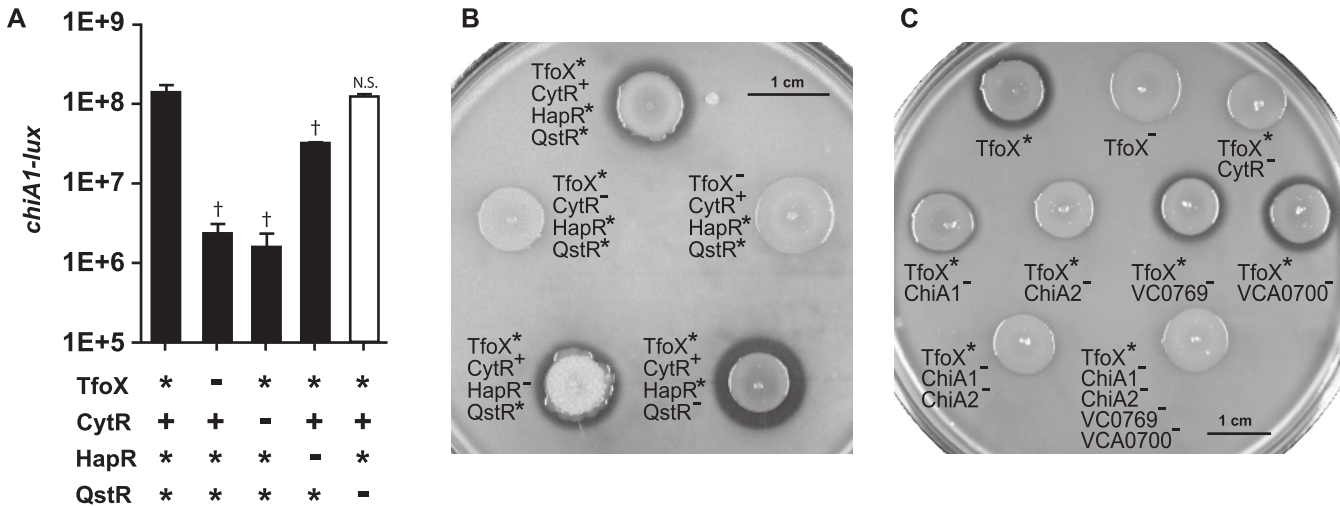 A
1E+9
1E+8
1E+7
1E+6
1E+5
chiA1-lux
†
†
†
N.S.
TfoX * - * * *
CytR + + - + +
HapR * * * - *
QstR * * * * -
B
TfoX*
CytR+
HapR*
QstR*
1 cm
TfoX*
CytR-
HapR*
QstR*
TfoX-
CytR+
HapR*
QstR*
TfoX*
CytR+
HapR-
QstR*
TfoX*
CytR+
HapR*
QstR-
C
TfoX*
TfoX-
TfoX*
CytR-
TfoX*
ChiA1-
TfoX*
ChiA2-
TfoX*
VC0769-
TfoX*
VCA0700-
TfoX*
ChiA1-
ChiA2-
TfoX*
ChiA1-
ChiA2-
VC0769-
VCA0700-
1 cm